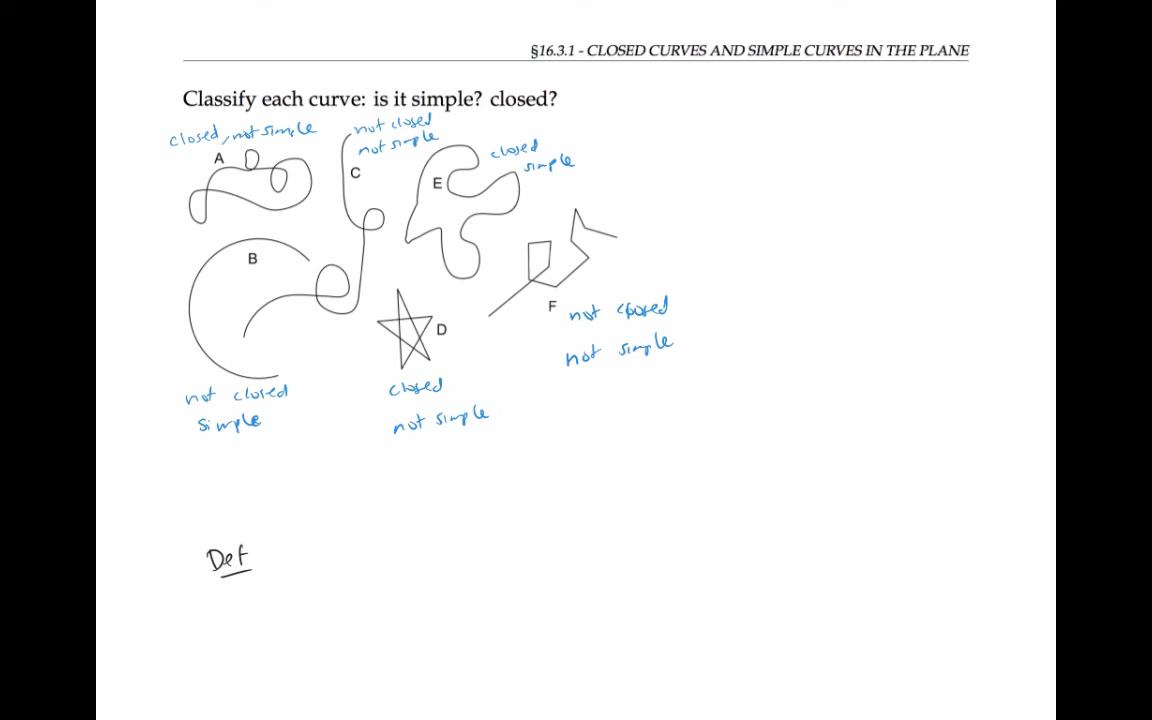 §16.3.1 - CLOSED CURVES AND SIMPLE CURVES IN THE PLANE
Classify each curve: is it simple? closed?
closed, not simple
not closed
not simple
closed
simple
A
C
E
B
F
D
not closed
not simple
not closed
simple
closed
not simple
Def